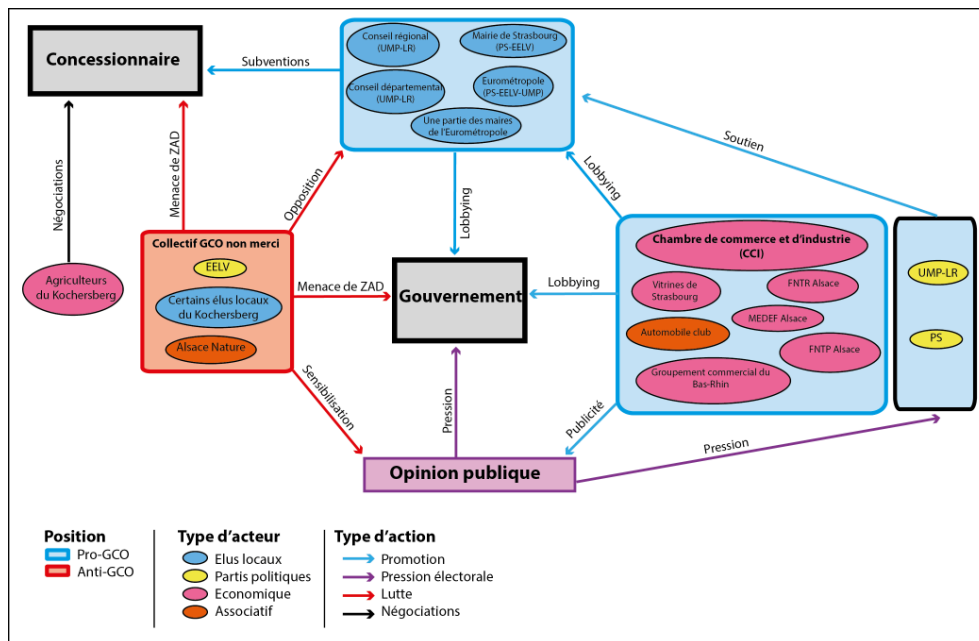 Concessionnaire
Subventions
Conseil régional
(UMP-LR)
Mairie de Strasbourg
(PS-EELV)
Conseil départemental
(UMP-LR)
Eurométropole
(PS-EELV-UMP)
Une partie des maires
de l'Eurométropole
Soutien
Négociations
Menace de ZAD
Opposition
Lobbying
Lobbying
Agriculteurs
du Kochersberg
Collectif GCO non merci
EELV
Certains élus locaux
du Kochersberg
Alsace Nature
Menace de ZAD
Gouvernement
Lobbying
Chambre de commerce et d'industrie
(CCI)
Vitrines de
Strasbourg
FNTR Alsace
MEDEF Alsace
Automobile club
FNTP Alsace
Groupement commercial du
Bas-Rhin
UMP-LR
PS
Sensibilisation
Pression
Publicité
Pression
Opinion publique
Position
Pro-GCO
Anti-GCO
Type d'acteur
Elus locaux
Partis politiques
Economique
Associatif
Type d'action
Promotion
Pression électorale
Lutte
Négociations